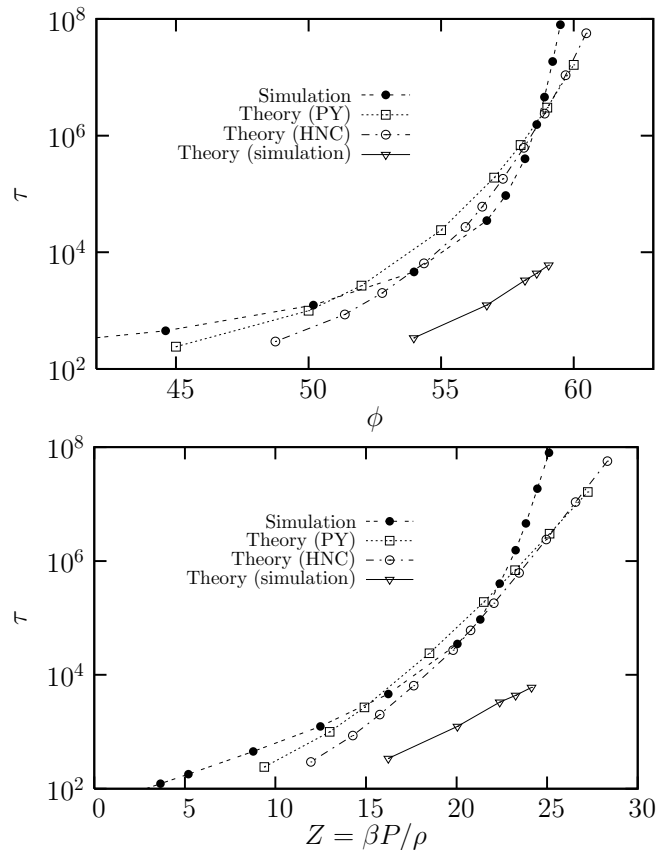 10^8
Simulation
Theory (PY)
10^6
Theory (HNC)
Theory (simulation)
τ
10^4
10^2
45 50 55 60
ϕ
10^8
Simulation
Theory (PY)
10^6
Theory (HNC)
Theory (simulation)
τ
10^4
10^2
0 5 10 15 20 25 30
Z = βP/ρ